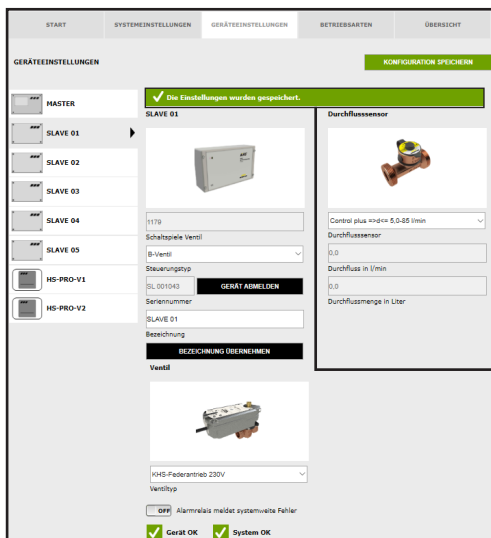 START
SYSTEMEINSTELLUNGEN
GERÄTEEINSTELLUNGEN
BETRIEBSARTEN
ÜBERSICHT
GERÄTEEINSTELLUNGEN
KONFIGURATION SPEICHERN
MASTER
SLAVE 01
SLAVE 02
SLAVE 03
SLAVE 04
SLAVE 05
HS-PRO-V1
HS-PRO-V2
Die Einstellungen wurden gespeichert.
SLAVE 01
1179
Schaltspiele Ventil
B-Ventil
Steuerungstyp
SL 001043
GERÄT ABMELDEN
Seriennummer
SLAVE 01
Bezeichnung
BEZEICHNUNG ÜBERNEHMEN
Ventil
KHS-Federantrieb 230V
Ventiltyp
OFF Alarmrelais meldet systemweite Fehler
Gerät OK
System OK
Durchflusssensor
Control plus =>d<= 5,0-85 l/min
Durchflusssensor
0,0
Durchfluss in l/min
0,0
Durchflussmenge in Liter